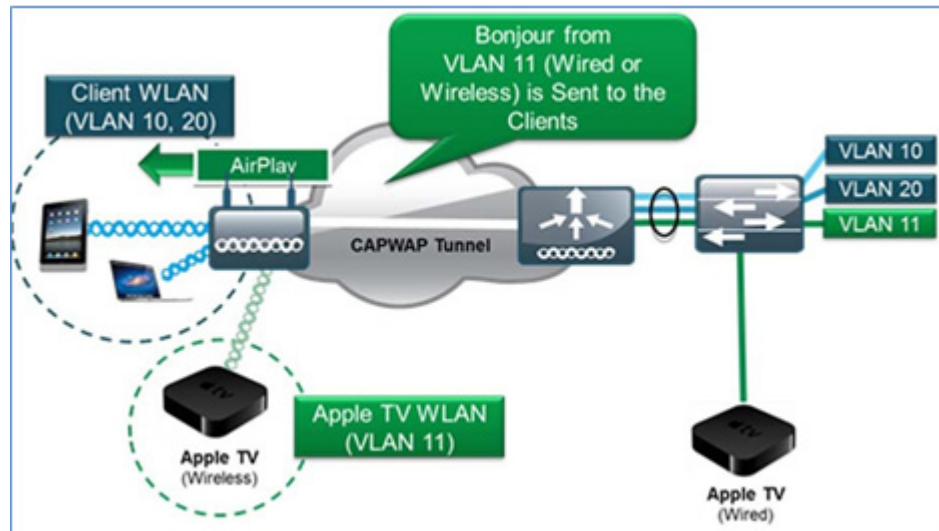 Bonjour from
VLAN 11 (Wired or
Wireless) is Sent to the
Clients
Client WLAN
(VLAN 10, 20)
AirPlay
VLAN 10
VLAN 20
VLAN 11
CAPWAP Tunnel
tv
Apple TV WLAN
(VLAN 11)
Apple TV
(Wireless)
tv
Apple TV
(Wired)